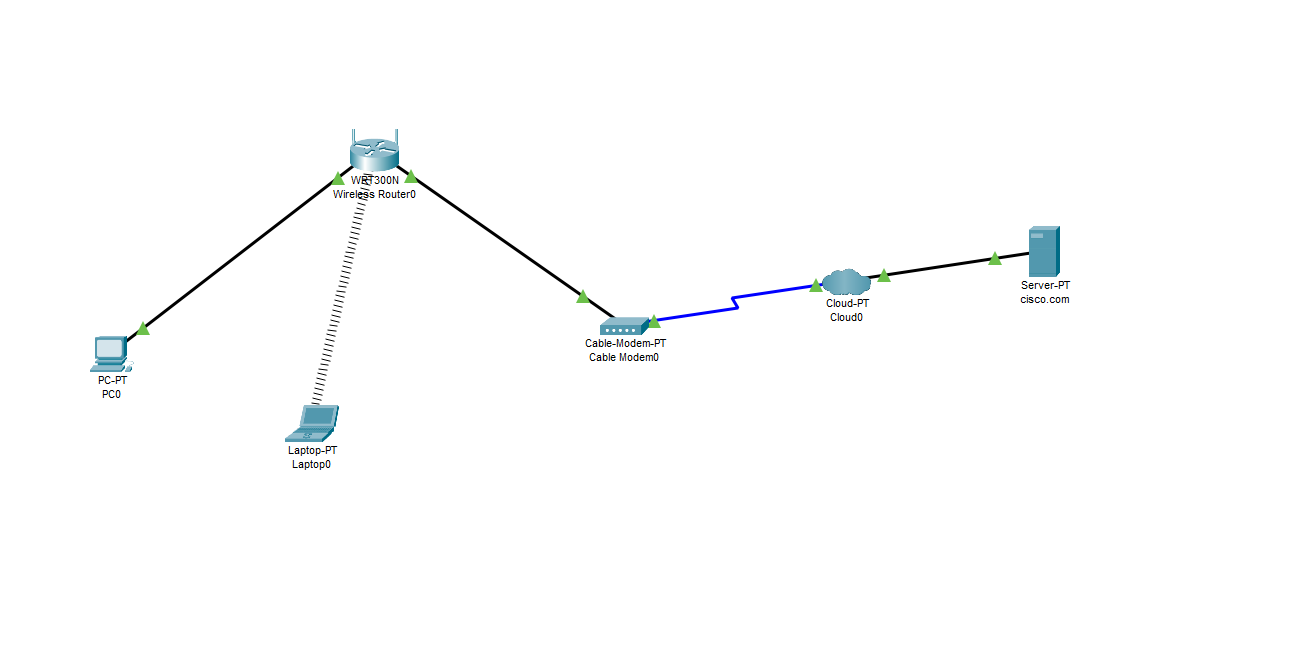 WRT300N
Wireless Router0
PC-PT
PC0
Laptop-PT
Laptop0
Cable-Modem-PT
Cable Modem0
Cloud-PT
Cloud0
Server-PT
cisco.com